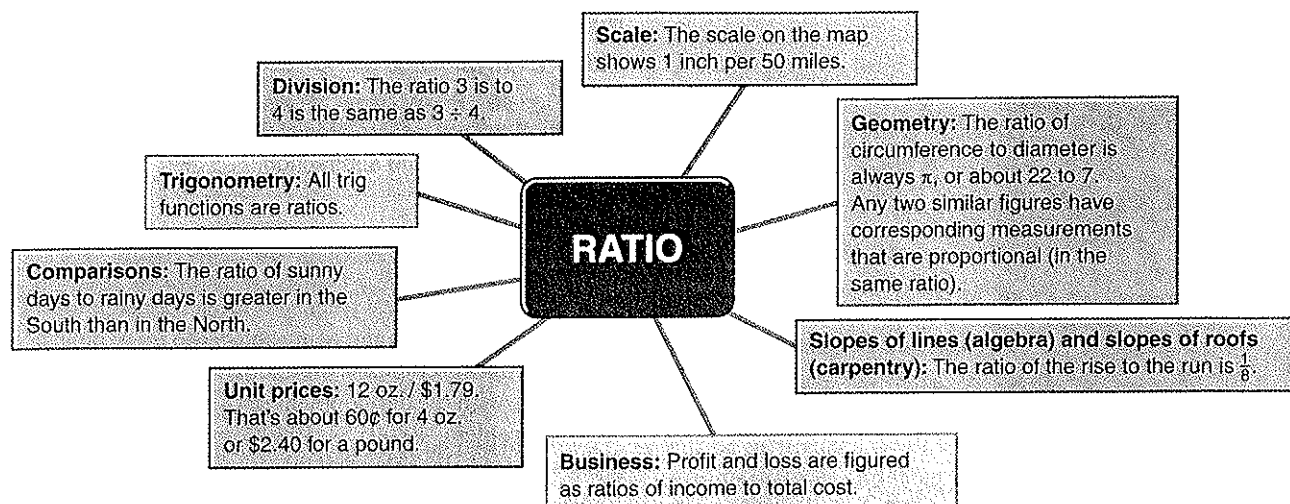 Scale: The scale on the map
shows 1 inch per 50 miles.
Division: The ratio 3 is to
4 is the same as 3 ÷ 4.
Geometry: The ratio of
circumference to diameter is
always π, or about 22 to 7.
Any two similar figures have
corresponding measurements
that are proportional (in the
same ratio).
Trigonometry: All trig
functions are ratios.
RATIO
Comparisons: The ratio of sunny
days to rainy days is greater in the
South than in the North.
Slopes of lines (algebra) and slopes of roofs
(carpentry): The ratio of the rise to the run is 1/8.
Unit prices: 12 oz. / $1.79.
That's about 60¢ for 4 oz.
or $2.40 for a pound.
Business: Profit and loss are figured
as ratios of income to total cost.